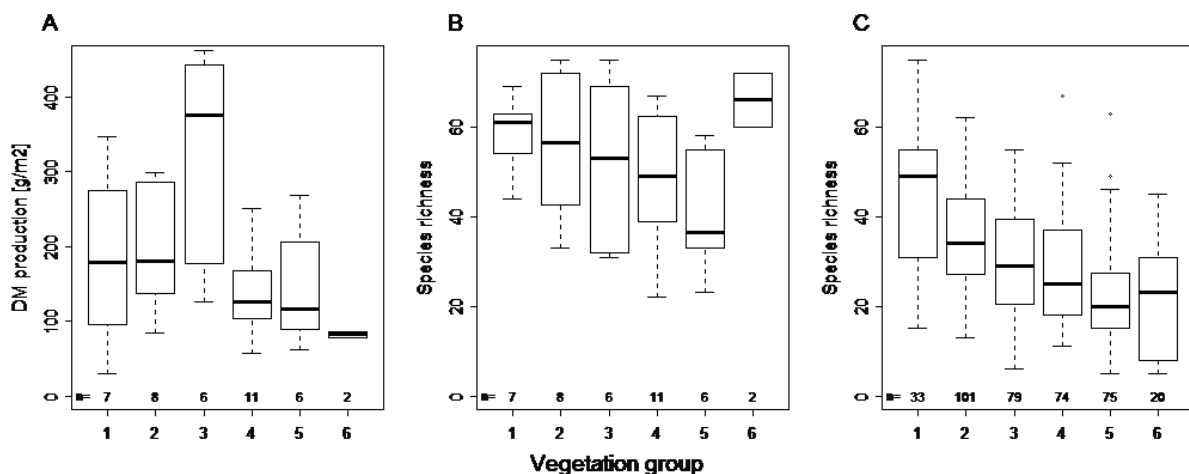 A
DM production [g/m2]
0 100 200 300 400
n= 7 8 6 11 6 2
1 2 3 4 5 6
B
Species richness
0 20 40 60
n= 7 8 6 11 6 2
1 2 3 4 5 6
C
Species richness
0 20 40 60
n= 33 101 79 74 75 20
1 2 3 4 5 6
Vegetation group